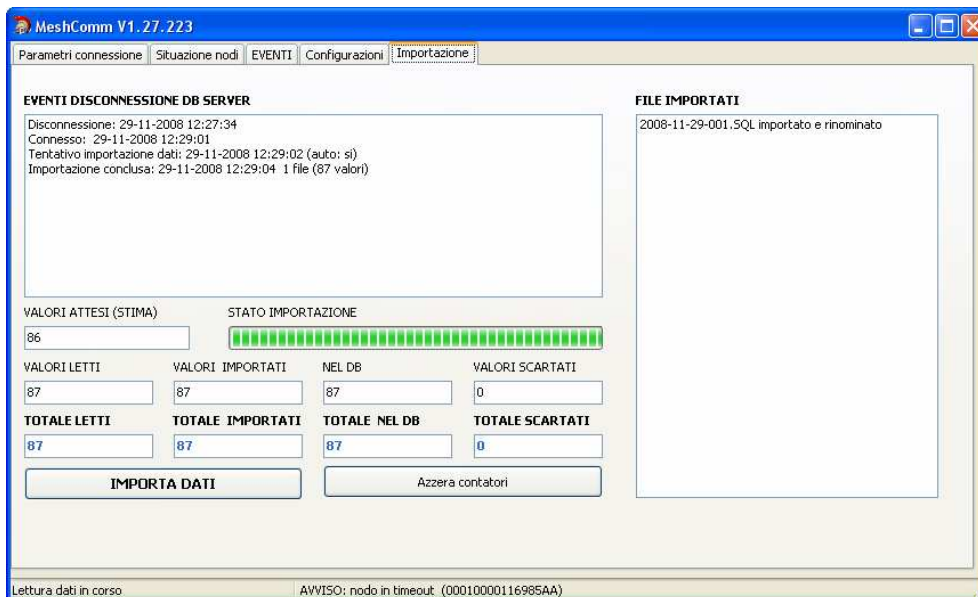 MeshComm V1.27.223
Parametri connessione Situazione nodi EVENTI Configurazioni Importazione
EVENTI DISCONNESSIONE DB SERVER
Disconnessione: 29-11-2008 12:27:34
Connesso: 29-11-2008 12:29:01
Tentativo importazione dati: 29-11-2008 12:29:02 (auto: si)
Importazione conclusa: 29-11-2008 12:29:04 1 file (87 valori)
FILE IMPORTATI
2008-11-29-001.SQL importato e rinominato
VALORI ATTESI (STIMA) STATO IMPORTAZIONE
86
VALORI LETTI VALORI IMPORTATI NEL DB VALORI SCARTATI
87 87 87 0
TOTALE LETTI TOTALE IMPORTATI TOTALE NEL DB TOTALE SCARTATI
87 87 87 0
IMPORTA DATI Azzera contatori
Lettura dati in corso AVVISO: nodo in timeout (00010000116985AA)